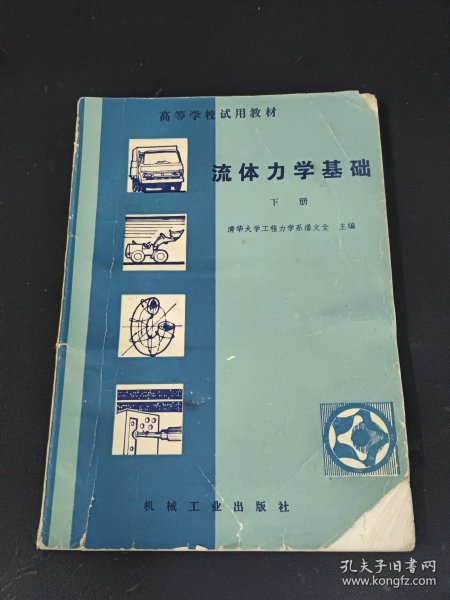 高等学校试用教材
流体力学基础
下册
清华大学工程力学系潘文全 主编
机械工业出版社
孔夫子旧书网
www.kongfz.com